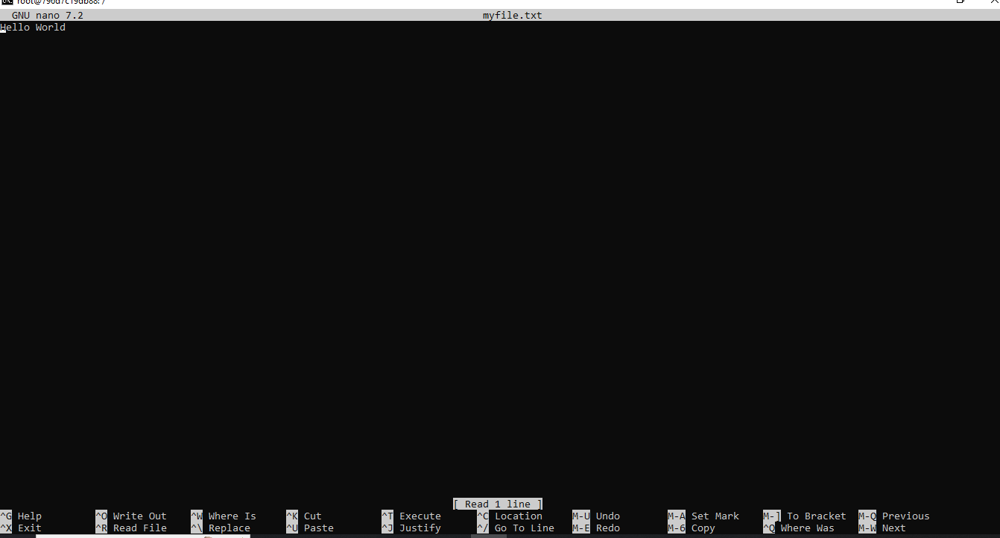 root@796d7c19db88: /
GNU nano 7.2 myfile.txt
Hello World
[ Read 1 line ]
^G Help ^O Write Out ^W Where Is ^K Cut ^T Execute ^C Location M-U Undo M-A Set Mark M-] To Bracket M-Q Previous
^X Exit ^R Read File ^\ Replace ^U Paste ^J Justify ^/ Go To Line M-E Redo M-6 Copy ^Q Where Was M-W Next